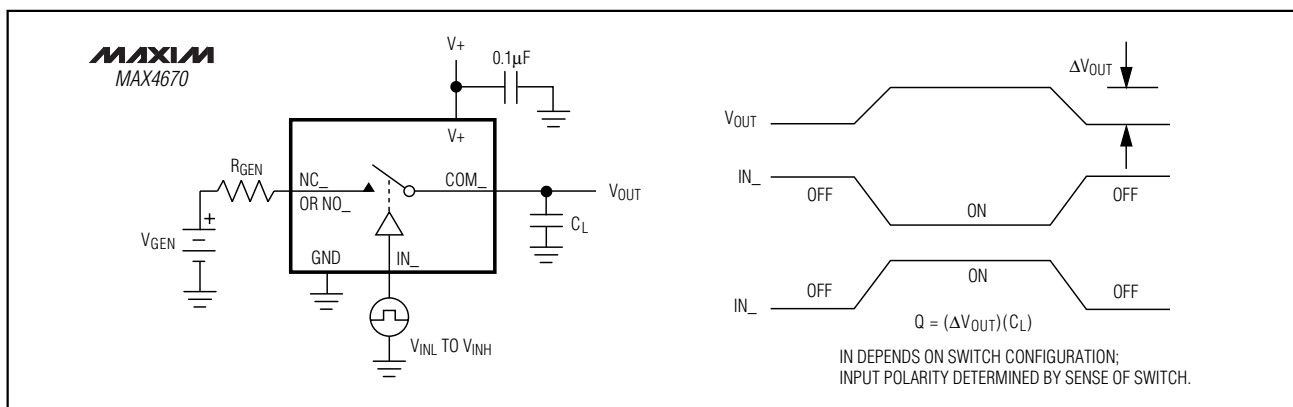 MAXIM
MAX4670
V+
0.1µF
V+
RGEN
NC_
OR NO_
COM_
VOUT
CL
VGEN
+
GND
IN_
VINL TO VINH
ΔVOUT
VOUT
IN_
OFF
ON
OFF
IN_
OFF
ON
OFF
Q = (ΔVOUT)(CL)
IN DEPENDS ON SWITCH CONFIGURATION;
INPUT POLARITY DETERMINED BY SENSE OF SWITCH.